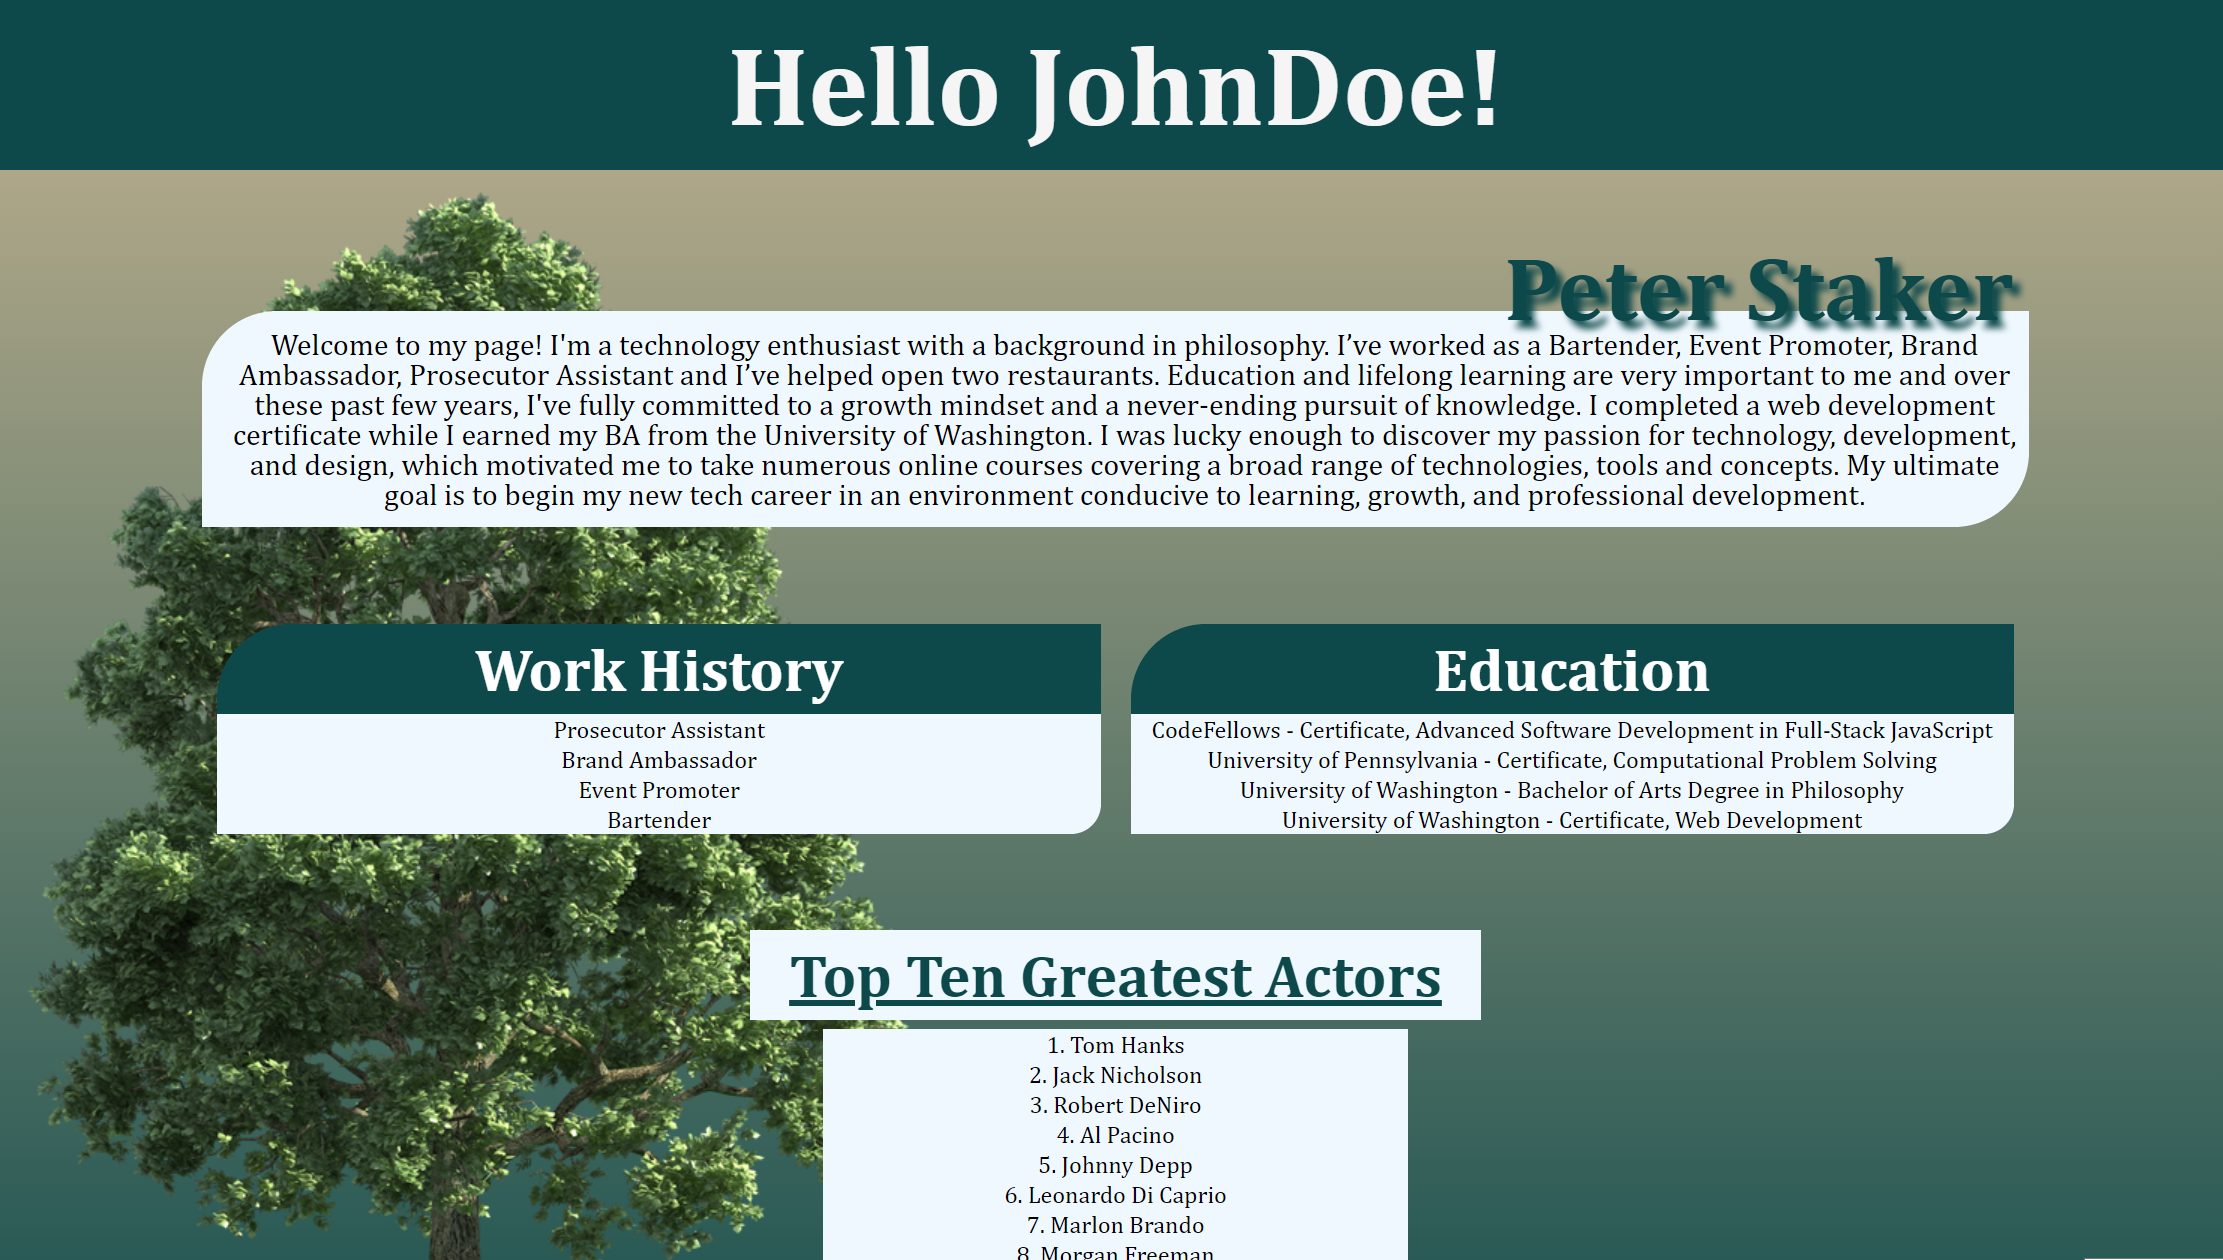 Hello JohnDoe!
Peter Staker
Welcome to my page! I'm a technology enthusiast with a background in philosophy. I’ve worked as a Bartender, Event Promoter, Brand
Ambassador, Prosecutor Assistant and I’ve helped open two restaurants. Education and lifelong learning are very important to me and over
these past few years, I've fully committed to a growth mindset and a never-ending pursuit of knowledge. I completed a web development
certificate while I earned my BA from the University of Washington. I was lucky enough to discover my passion for technology, development,
and design, which motivated me to take numerous online courses covering a broad range of technologies, tools and concepts. My ultimate
goal is to begin my new tech career in an environment conducive to learning, growth, and professional development.
Work History
Prosecutor Assistant
Brand Ambassador
Event Promoter
Bartender
Education
CodeFellows - Certificate, Advanced Software Development in Full-Stack JavaScript
University of Pennsylvania - Certificate, Computational Problem Solving
University of Washington - Bachelor of Arts Degree in Philosophy
University of Washington - Certificate, Web Development
Top Ten Greatest Actors
1. Tom Hanks
2. Jack Nicholson
3. Robert DeNiro
4. Al Pacino
5. Johnny Depp
6. Leonardo Di Caprio
7. Marlon Brando
8. Morgan Freeman